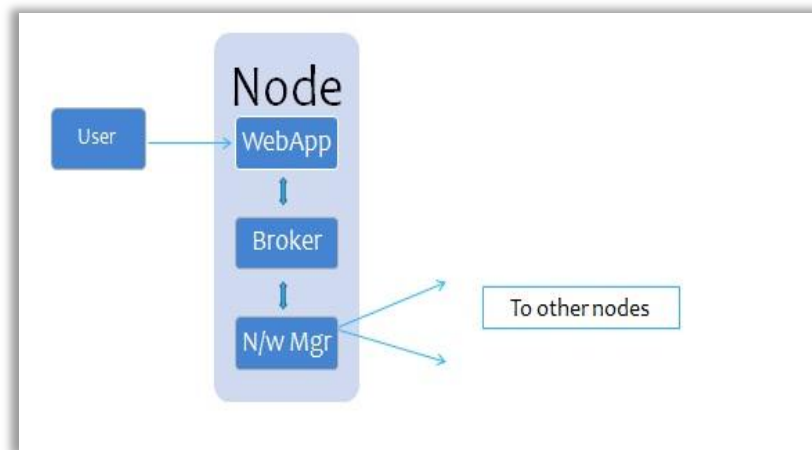 Node
User
WebApp
Broker
N/w Mgr
To other nodes